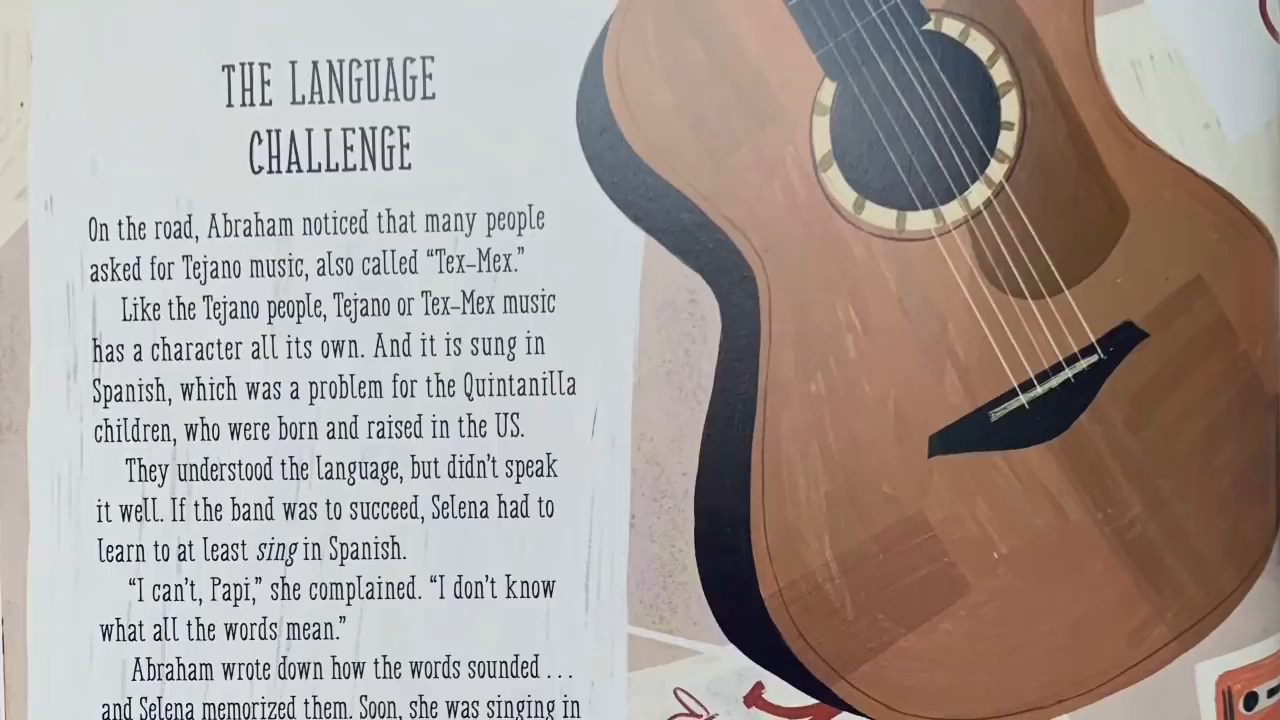 THE LANGUAGE
CHALLENGE
On the road, Abraham noticed that many people
asked for Tejano music, also called “Tex-Mex.”
Like the Tejano people, Tejano or Tex-Mex music
has a character all its own. And it is sung in
Spanish, which was a problem for the Quintanilla
children, who were born and raised in the US.
They understood the language, but didn’t speak
it well. If the band was to succeed, Selena had to
learn to at least sing in Spanish.
“I can’t, Papi,” she complained. “I don’t know
what all the words mean.”
Abraham wrote down how the words sounded . . .
and Selena memorized them. Soon, she was singing in